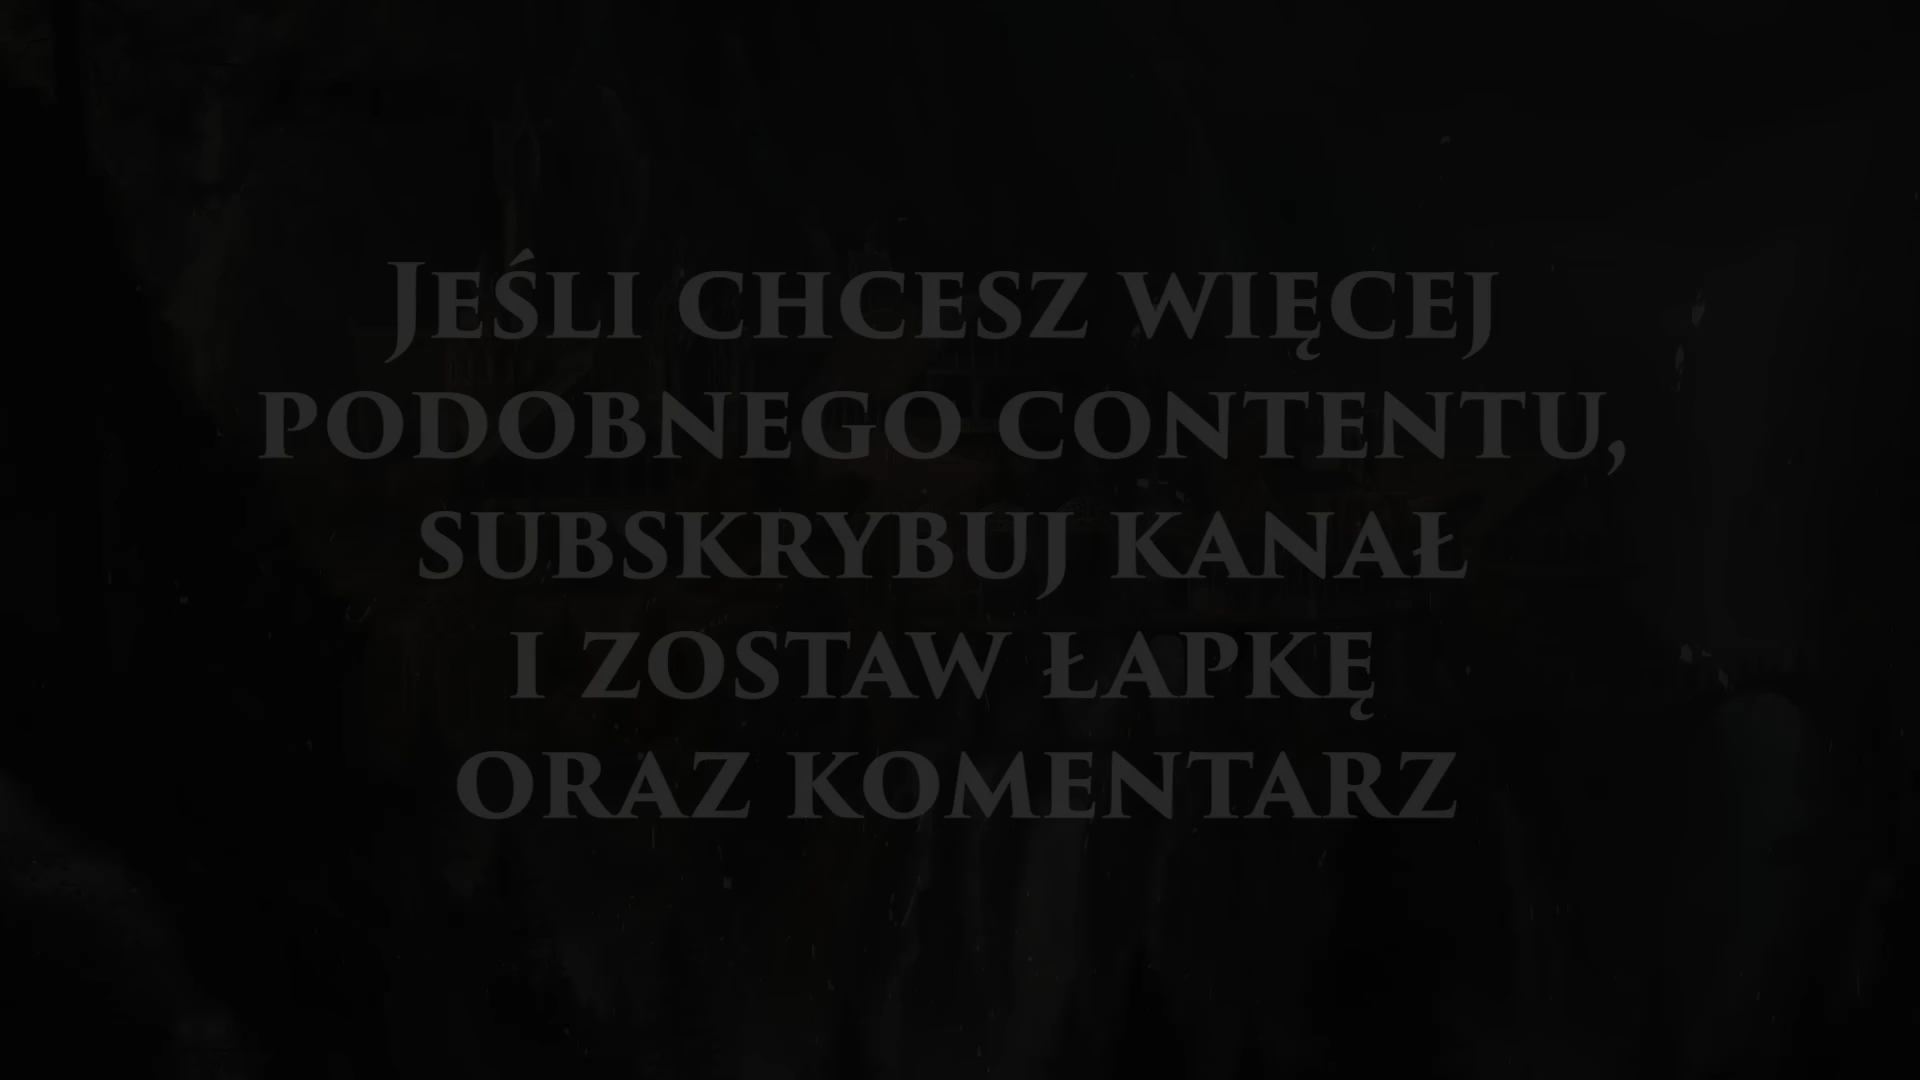 Jeśli chcesz więcej
podobnego contentu,
subskrybuj kanał
i zostaw łapkę
oraz komentarz